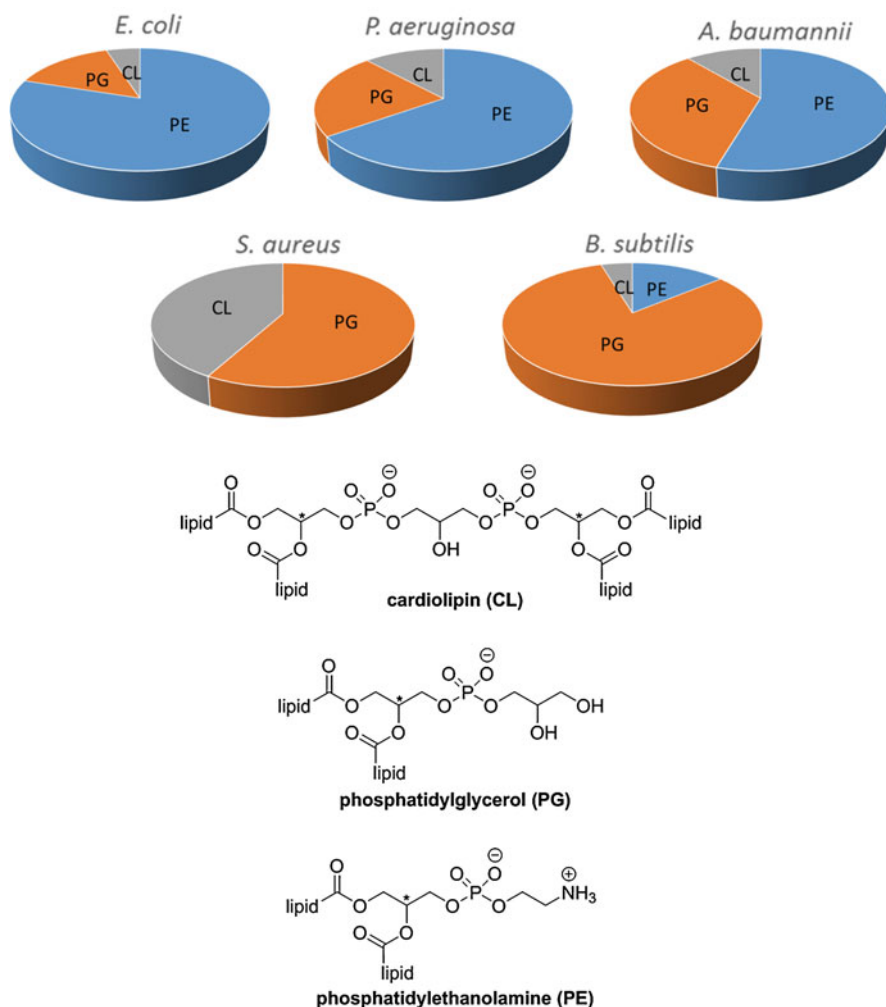 E. coli
P. aeruginosa
A. baumannii
CL
PG
PE
CL
PG
PE
CL
PG
PE
S. aureus
B. subtilis
CL
PG
CL
PE
PG
O
lipid
O
O
O
lipid
O
P
O
O
⊖
O
OH
O
P
O
O
⊖
O
O
O
lipid
O
O
lipid
*
*
cardiolipin (CL)
O
lipid
O
*
O
O
lipid
O
P
O
O
⊖
O
OH
OH
phosphatidylglycerol (PG)
O
lipid
O
*
O
O
lipid
O
P
O
O
⊖
O
⊕
NH₃
phosphatidylethanolamine (PE)